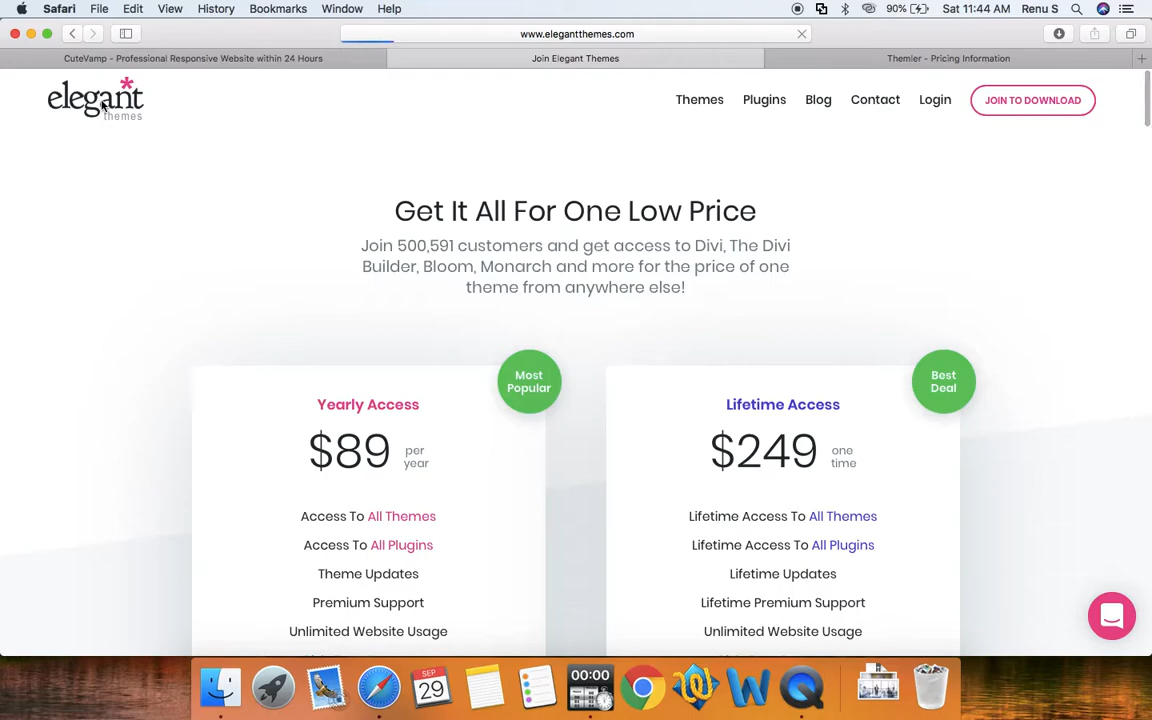 Safari File Edit View History Bookmarks Window Help 90% Sat 11:44 AM Renu S
www.elegantthemes.com
CuteVamp - Professional Responsive Website within 24 Hours Join Elegant Themes Themler - Pricing Information
elegant themes
Themes Plugins Blog Contact Login JOIN TO DOWNLOAD
Get It All For One Low Price
Join 500,591 customers and get access to Divi, The Divi
Builder, Bloom, Monarch and more for the price of one
theme from anywhere else!
Most
Popular
Yearly Access
$89 per
year
Access To All Themes
Access To All Plugins
Theme Updates
Premium Support
Unlimited Website Usage
Best
Deal
Lifetime Access
$249 one
time
Lifetime Access To All Themes
Lifetime Access To All Plugins
Lifetime Updates
Lifetime Premium Support
Unlimited Website Usage
SEP
29
00:00